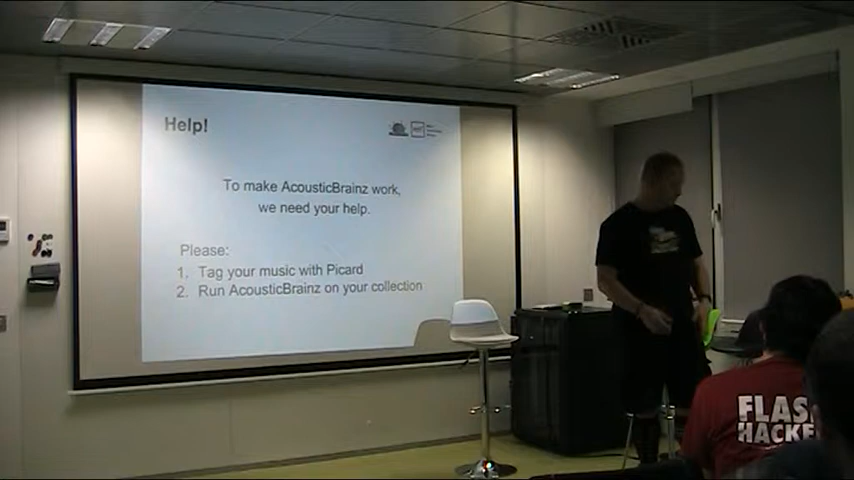 Help!
To make AcousticBrainz work,
we need your help.
Please:
1. Tag your music with Picard
2. Run AcousticBrainz on your collection
FLAS
HACKE